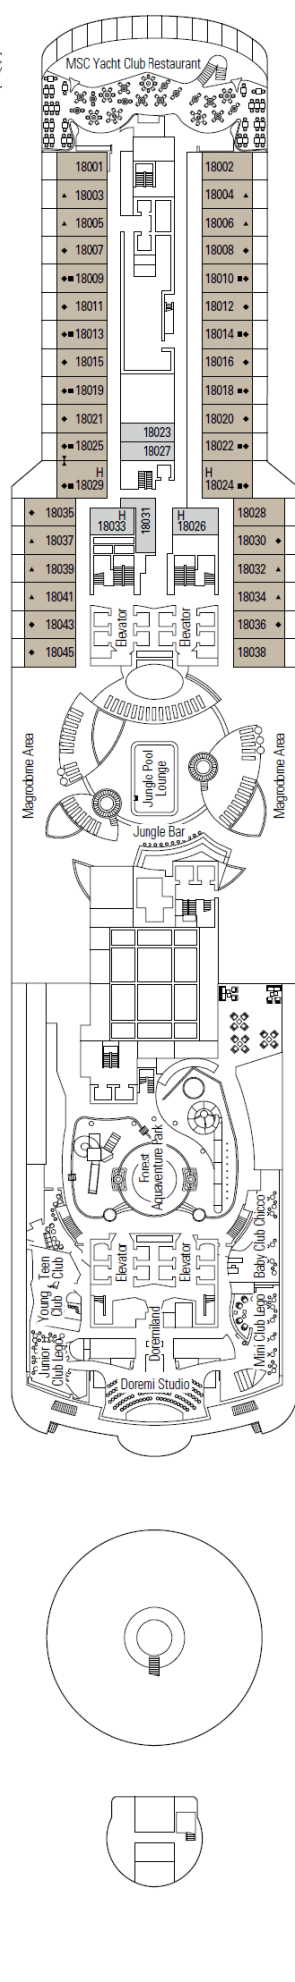 MSC Yacht Club Restaurant
18001
18002
18003
18004
18005
18006
18007
18008
18009
18010
18011
18012
18013
18014
18015
18016
18019
18018
18021
18020
18023
18025
18022
18027
H
18029
H
18024
18035
H
18033
18031
H
18026
18028
18037
18030
18039
18032
18041
18034
18043
18036
18045
18038
Elevator
Elevator
Magrodome Area
Jungle Pool
Lounge
Magrodome Area
Jungle Bar
Forest
Aquaventure Park
Teen
Club
Young
Club
Elevator
Elevator
Baby Club Chicco
Junior
Club Lego
Doremiland
Mini Club Lego
Doremi Studio